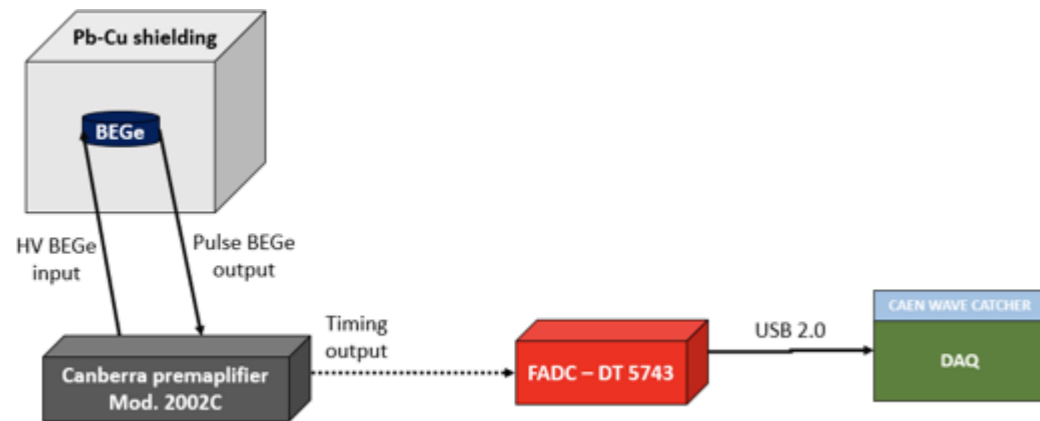 Pb-Cu shielding
BEGe
HV BEGe
input
Pulse BEGe
output
Canberra premaplifier
Mod. 2002C
Timing
output
FADC – DT 5743
USB 2.0
CAEN WAVE CATCHER
DAQ